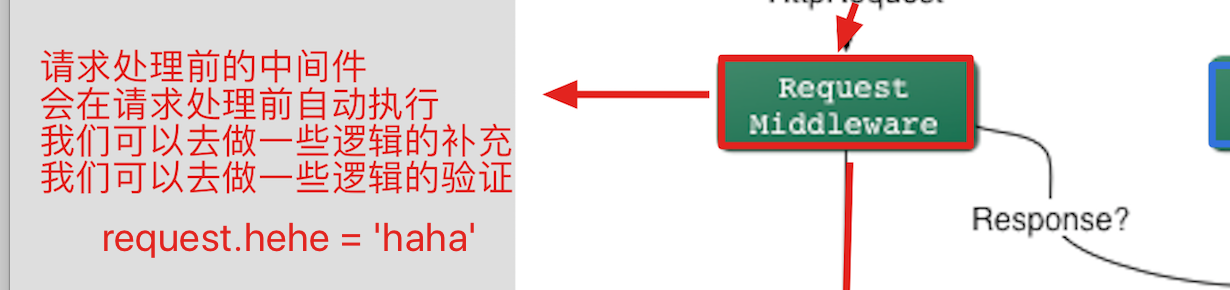 请求处理前的中间件
会在请求处理前自动执行
我们可以去做一些逻辑的补充
我们可以去做一些逻辑的验证
request.hehe = 'haha'
HttpRequest
Request
Middleware
Response?